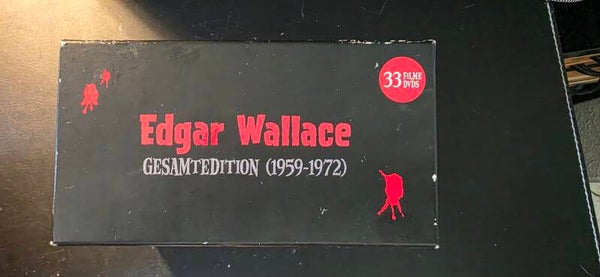 33 FILME
DVDS
Edgar Wallace
GESAMTEDITION (1959-1972)